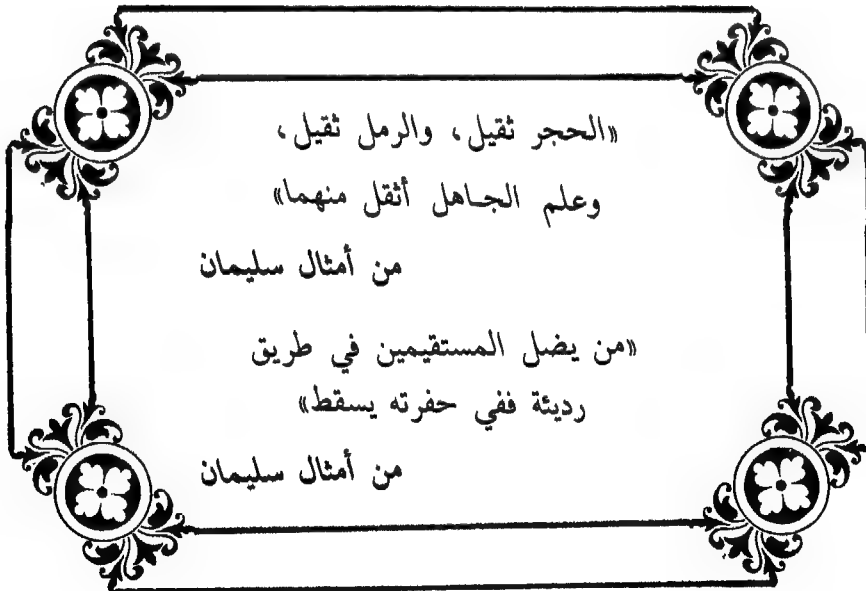 «الحجر ثقيل، والرمل ثقيل،
وعلم الجاهل أثقل منهما»
من أمثال سليمان
«من يضل المستقيمين في طريق
رديئة ففي حفرته يسقط»
من أمثال سليمان